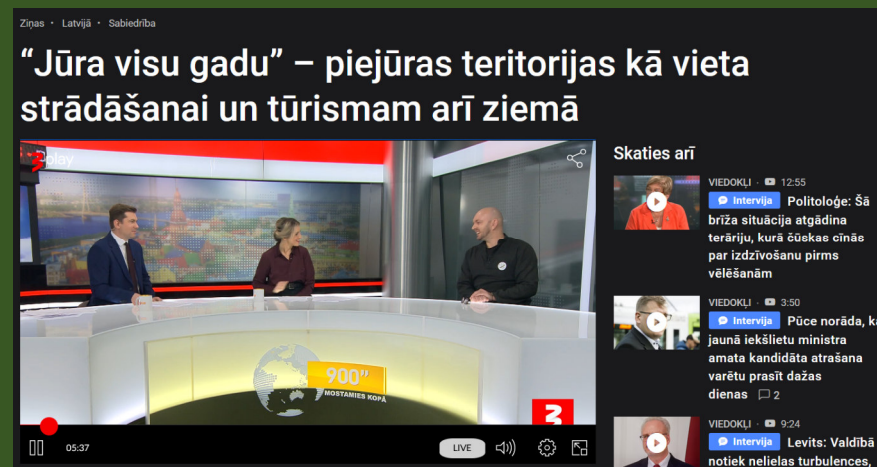 Ziņas • Latvijā • Sabiedrība
“Jūra visu gadu” – piejūras teritorijas kā vieta
strādāšanai un tūrismam arī ziemā
3play
900"
MOSTAMIES KOPĀ
3
05:37
LIVE
Skaties arī
VIEDOKĻI · 12:55
Intervija Politoloģe: Šā
brīža situācija atgādina
terāriju, kurā čūskas cīnās
par izdzīvošanu pirms
vēlēšanām
VIEDOKĻI · 3:50
Intervija Pūce norāda, ka
jaunā iekšlietu ministra
amata kandidāta atrašana
varētu prasīt dažas
dienas 2
VIEDOKĻI · 9:24
Intervija Levits: Valdībā
notiek nelielas turbulences,